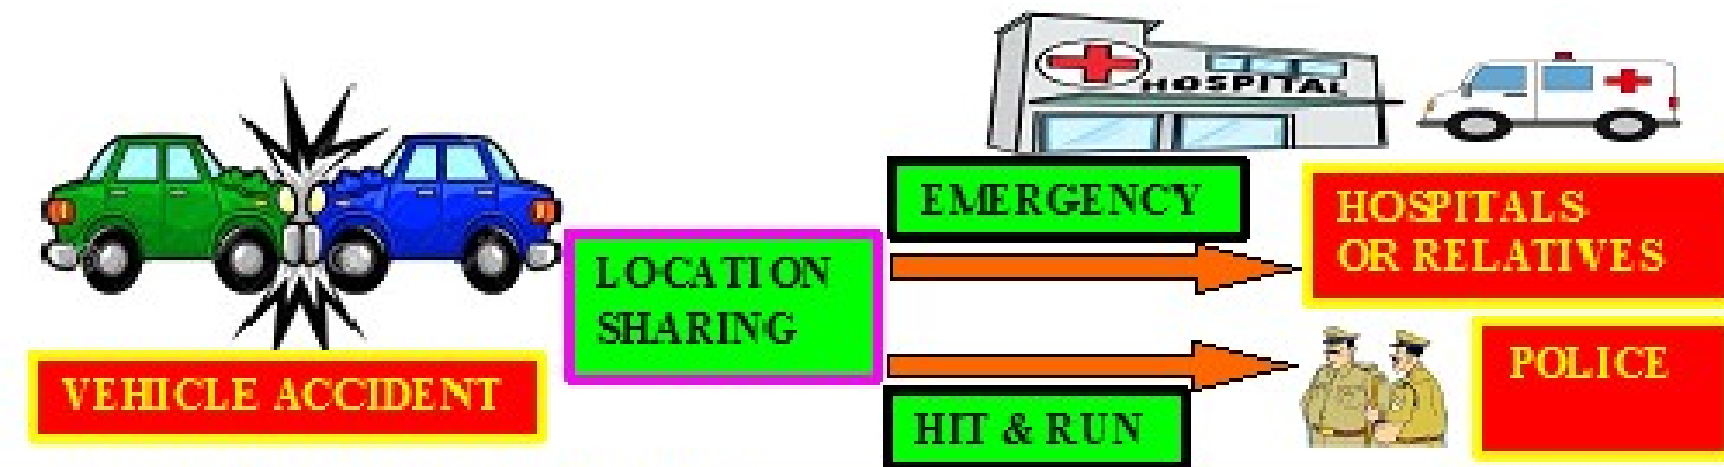 HOSPITAL
EMERGENCY
HOSPITALS
OR RELATIVES
LOCATION
SHARING
VEHICLE ACCIDENT
POLICE
HIT & RUN